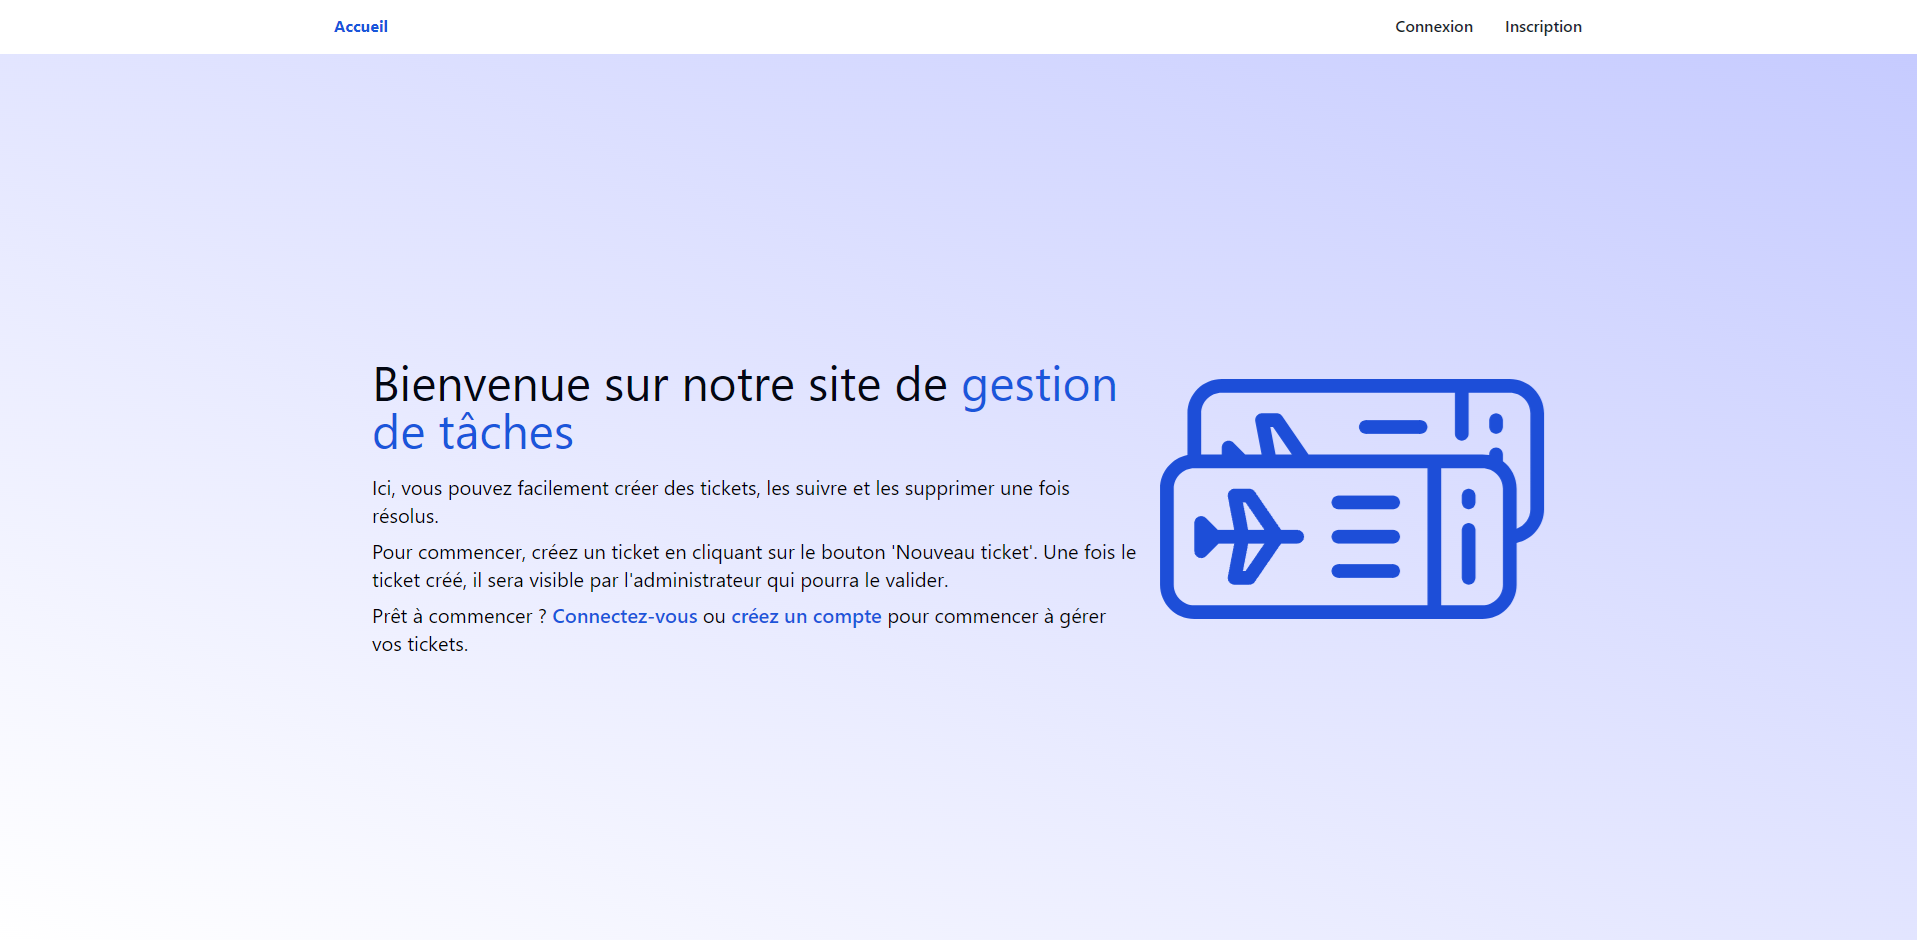 Accueil
Connexion
Inscription
Bienvenue sur notre site de gestion
de tâches
Ici, vous pouvez facilement créer des tickets, les suivre et les supprimer une fois
résolus.
Pour commencer, créez un ticket en cliquant sur le bouton 'Nouveau ticket'. Une fois le
ticket créé, il sera visible par l'administrateur qui pourra le valider.
Prêt à commencer ? Connectez-vous ou créez un compte pour commencer à gérer
vos tickets.